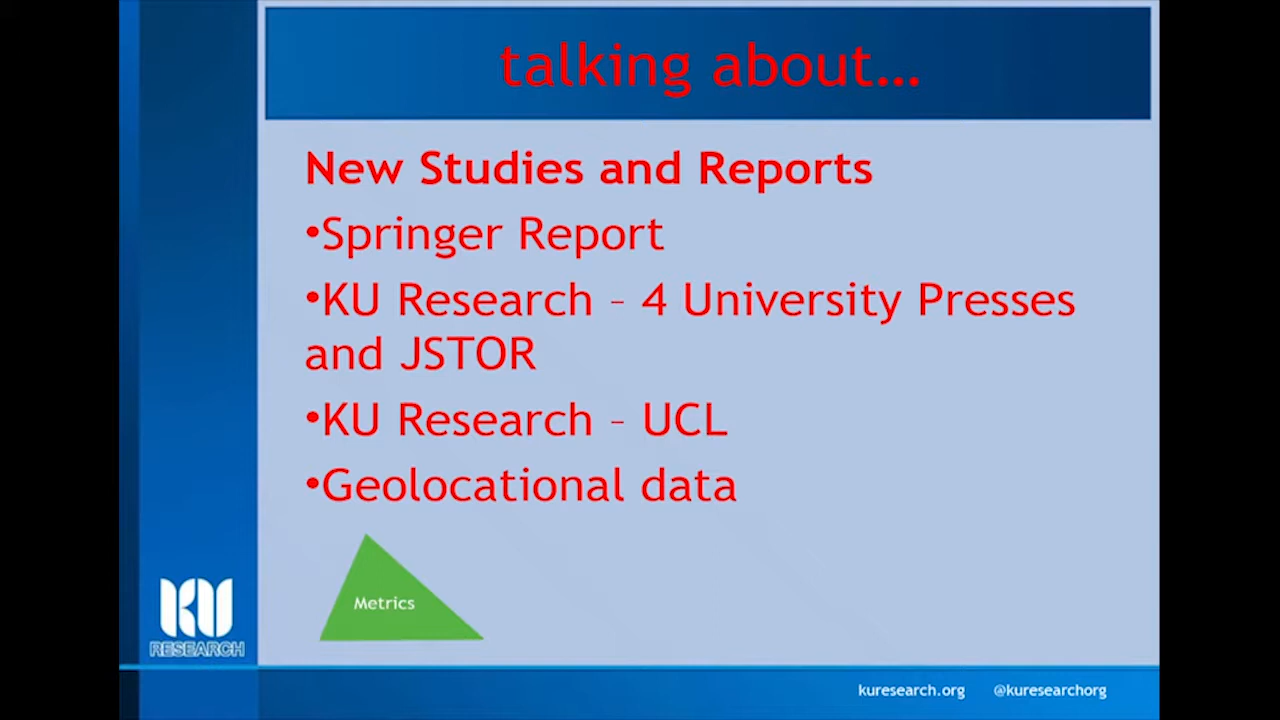 talking about…
New Studies and Reports
•Springer Report
•KU Research – 4 University Presses
and JSTOR
•KU Research – UCL
•Geolocational data
Metrics
KU
RESEARCH
kuresearch.org @kuresearchorg